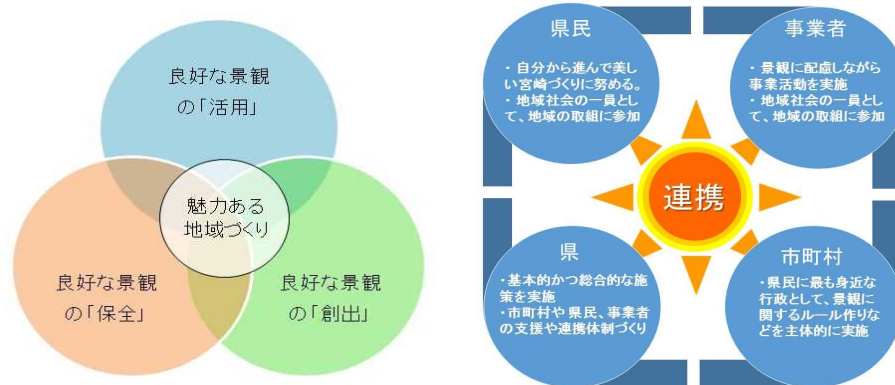 良好な景観
の「活用」
魅力ある
地域づくり
良好な景観
の「保全」
良好な景観
の「創出」
県民
・自分から進んで美し
い宮崎づくりに努める。
・地域社会の一員とし
て、地域の取組に参加
事業者
・景観に配慮しながら
事業活動を実施
・地域社会の一員とし
て、地域の取組に参加
連携
県
・基本的かつ総合的な施
策を実施
・市町村や県民、事業者
の支援や連携体制づくり
市町村
・県民に最も身近な
行政として、景観に
関するルール作りな
どを主体的に実施